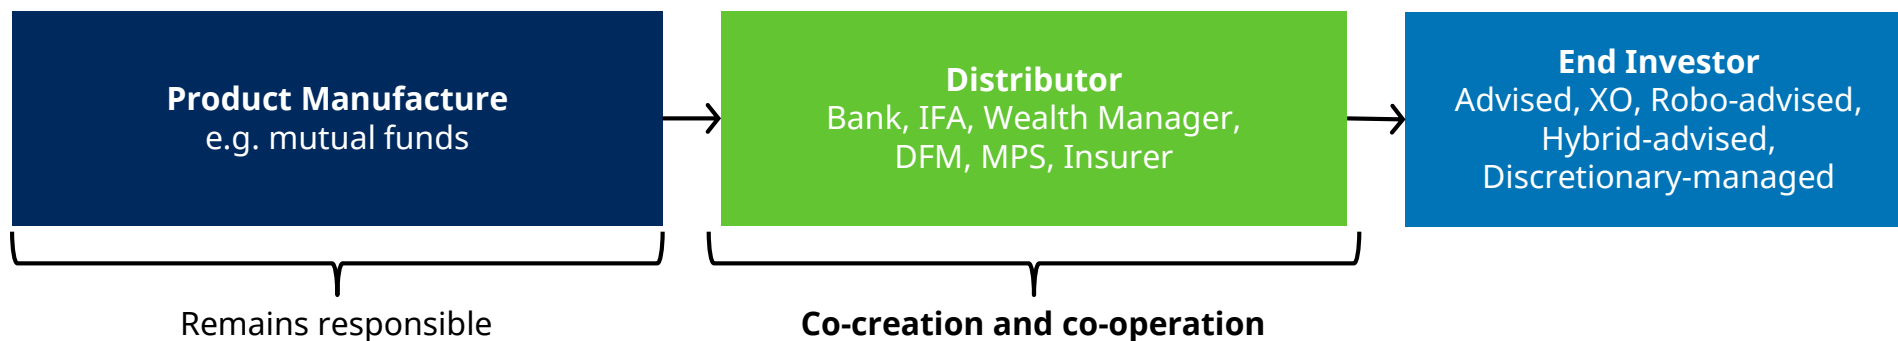 Product Manufacture
e.g. mutual funds
Distributor
Bank, IFA, Wealth Manager,
DFM, MPS, Insurer
End Investor
Advised, XO, Robo-advised,
Hybrid-advised,
Discretionary-managed
Remains responsible
Co-creation and co-operation